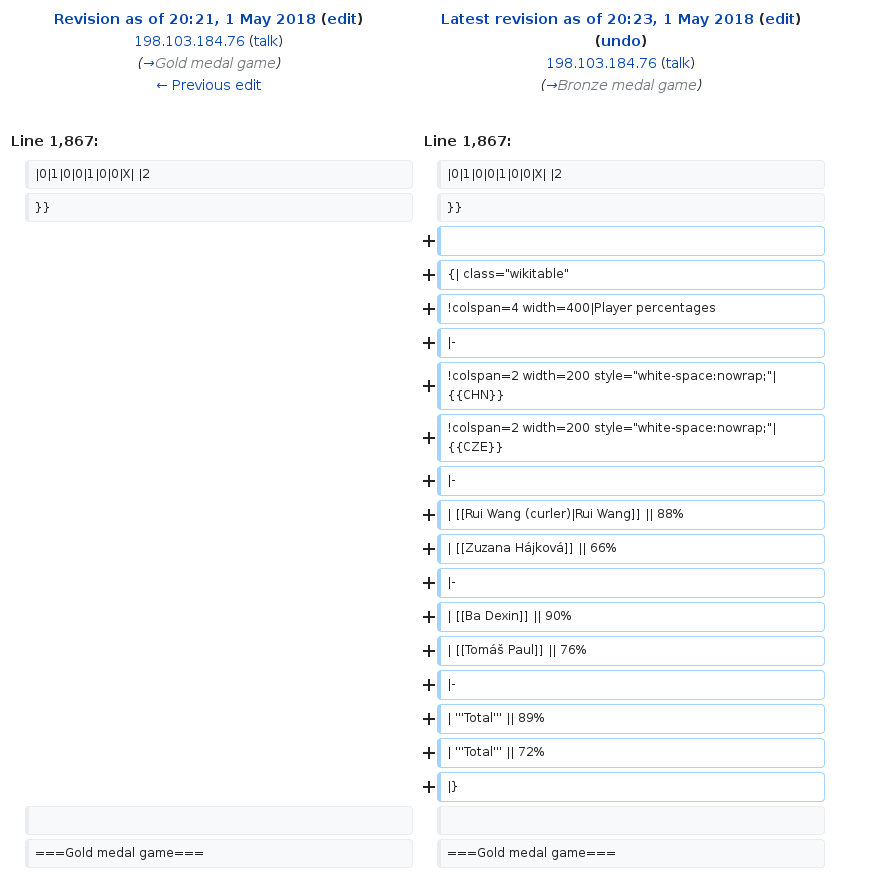 Revision as of 20:21, 1 May 2018 (edit)
198.103.184.76 (talk)
(→Gold medal game)
← Previous edit
Latest revision as of 20:23, 1 May 2018 (edit)
(undo)
198.103.184.76 (talk)
(→Bronze medal game)
Line 1,867:
Line 1,867:
|0|1|0|0|1|0|0|X| |2
|0|1|0|0|1|0|0|X| |2
}}
}}
+
+ {| class="wikitable"
+ !colspan=4 width=400|Player percentages
+ |-
+ !colspan=2 width=200 style="white-space:nowrap;"|
{{CHN}}
+ !colspan=2 width=200 style="white-space:nowrap;"|
{{CZE}}
+ |-
+ | [[Rui Wang (curler)|Rui Wang]] || 88%
+ | [[Zuzana Hájková]] || 66%
+ |-
+ | [[Ba Dexin]] || 90%
+ | [[Tomáš Paul]] || 76%
+ |-
+ | '''Total''' || 89%
+ | '''Total''' || 72%
+ |}
===Gold medal game===
===Gold medal game===